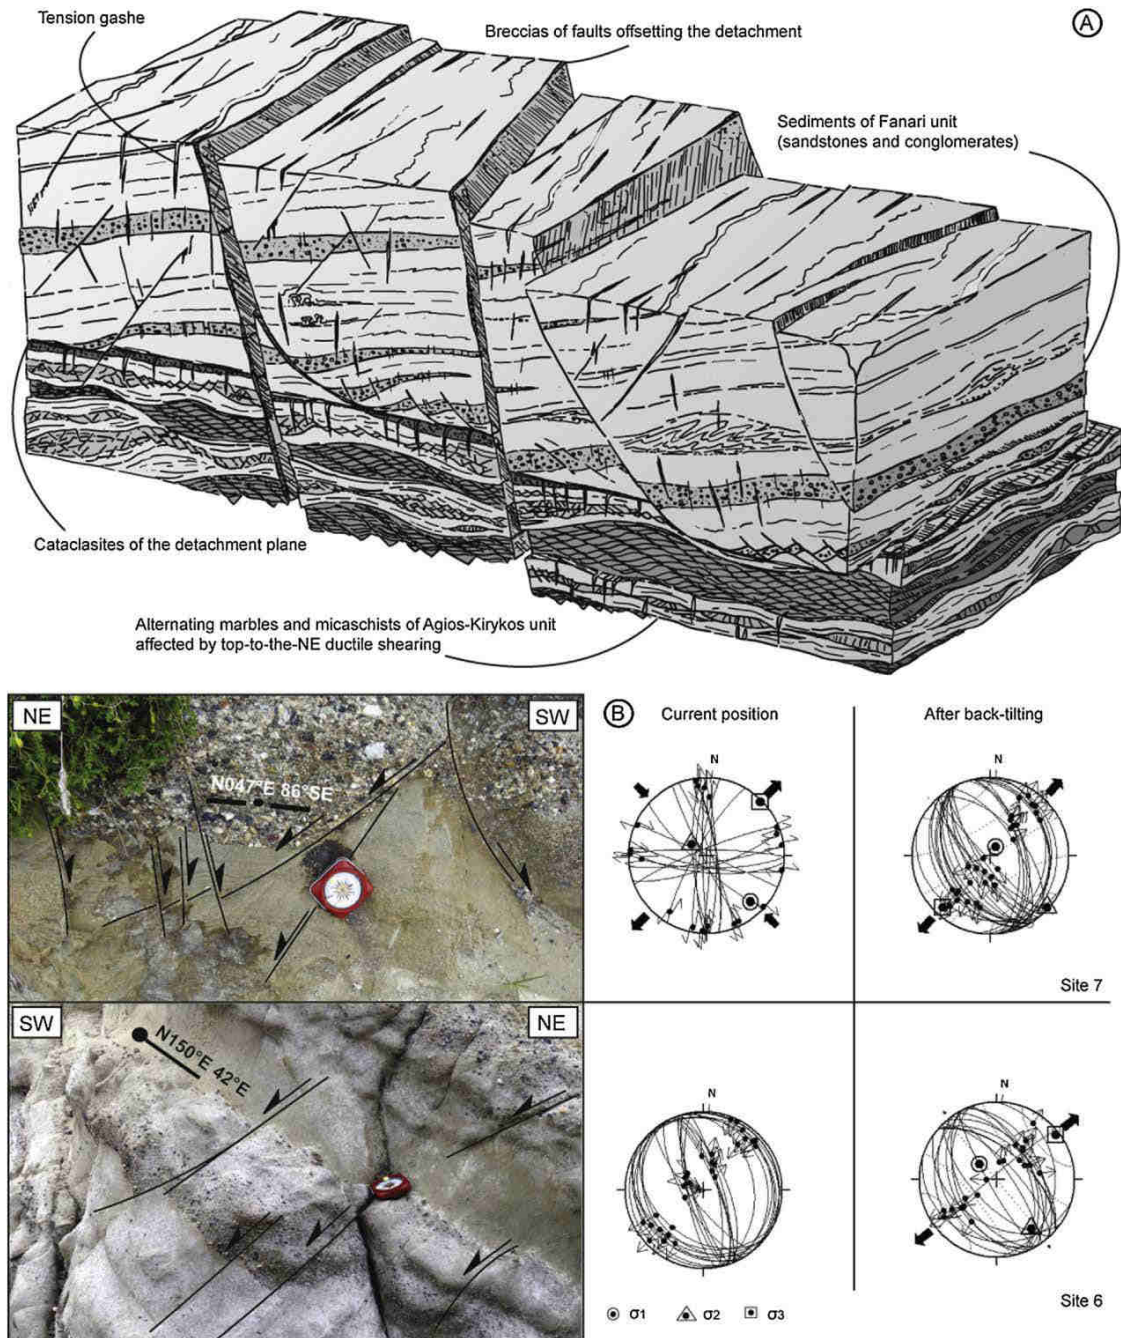 Tension gashe
Breccias of faults offsetting the detachment
A
Sediments of Fanari unit
(sandstones and conglomerates)
Cataclasites of the detachment plane
Alternating marbles and micaschists of Agios-Kirykos unit
affected by top-to-the-NE ductile shearing
NE
SW
N047°E 86°SE
B
Current position
After back-tilting
N
N
Site 7
SW
NE
N150°E 42°E
N
N
σ1
σ2
σ3
Site 6